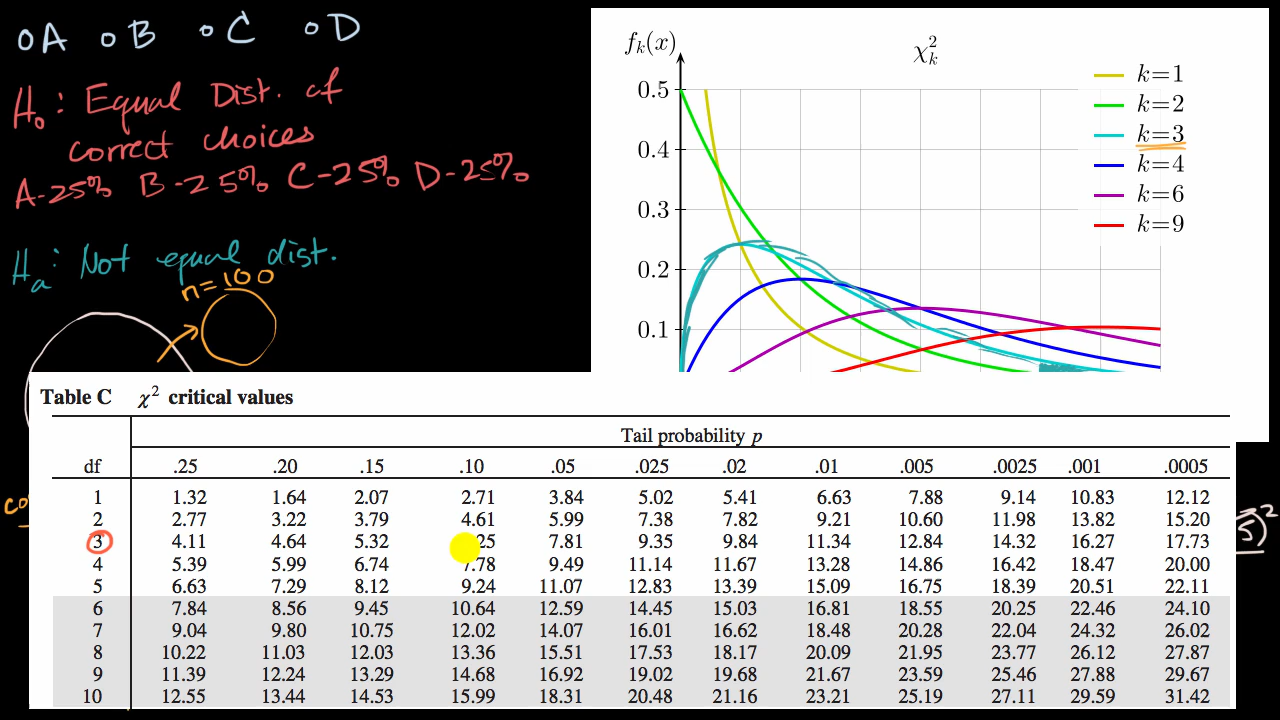 A B C D
H₀: Equal Dist. of
correct choices
A-25% B-25% C-25% D-25%
Hₐ: Not equal dist.
n=100
fk(x)
χ²k
0.5
0.4
0.3
0.2
0.1
k=1
k=2
k=3
k=4
k=6
k=9
Table C χ² critical values
Tail probability p
df .25 .20 .15 .10 .05 .025 .02 .01 .005 .0025 .001 .0005
1 1.32 1.64 2.07 2.71 3.84 5.02 5.41 6.63 7.88 9.14 10.83 12.12
2 2.77 3.22 3.79 4.61 5.99 7.38 7.82 9.21 10.60 11.98 13.82 15.20
3 4.11 4.64 5.32 25 7.81 9.35 9.84 11.34 12.84 14.32 16.27 17.73
4 5.39 5.99 6.74 7.78 9.49 11.14 11.67 13.28 14.86 16.42 18.47 20.00
5 6.63 7.29 8.12 9.24 11.07 12.83 13.39 15.09 16.75 18.39 20.51 22.11
6 7.84 8.56 9.45 10.64 12.59 14.45 15.03 16.81 18.55 20.25 22.46 24.10
7 9.04 9.80 10.75 12.02 14.07 16.01 16.62 18.48 20.28 22.04 24.32 26.02
8 10.22 11.03 12.03 13.36 15.51 17.53 18.17 20.09 21.95 23.77 26.12 27.87
9 11.39 12.24 13.29 14.68 16.92 19.02 19.68 21.67 23.59 25.46 27.88 29.67
10 12.55 13.44 14.53 15.99 18.31 20.48 21.16 23.21 25.19 27.11 29.59 31.42
co
5)²